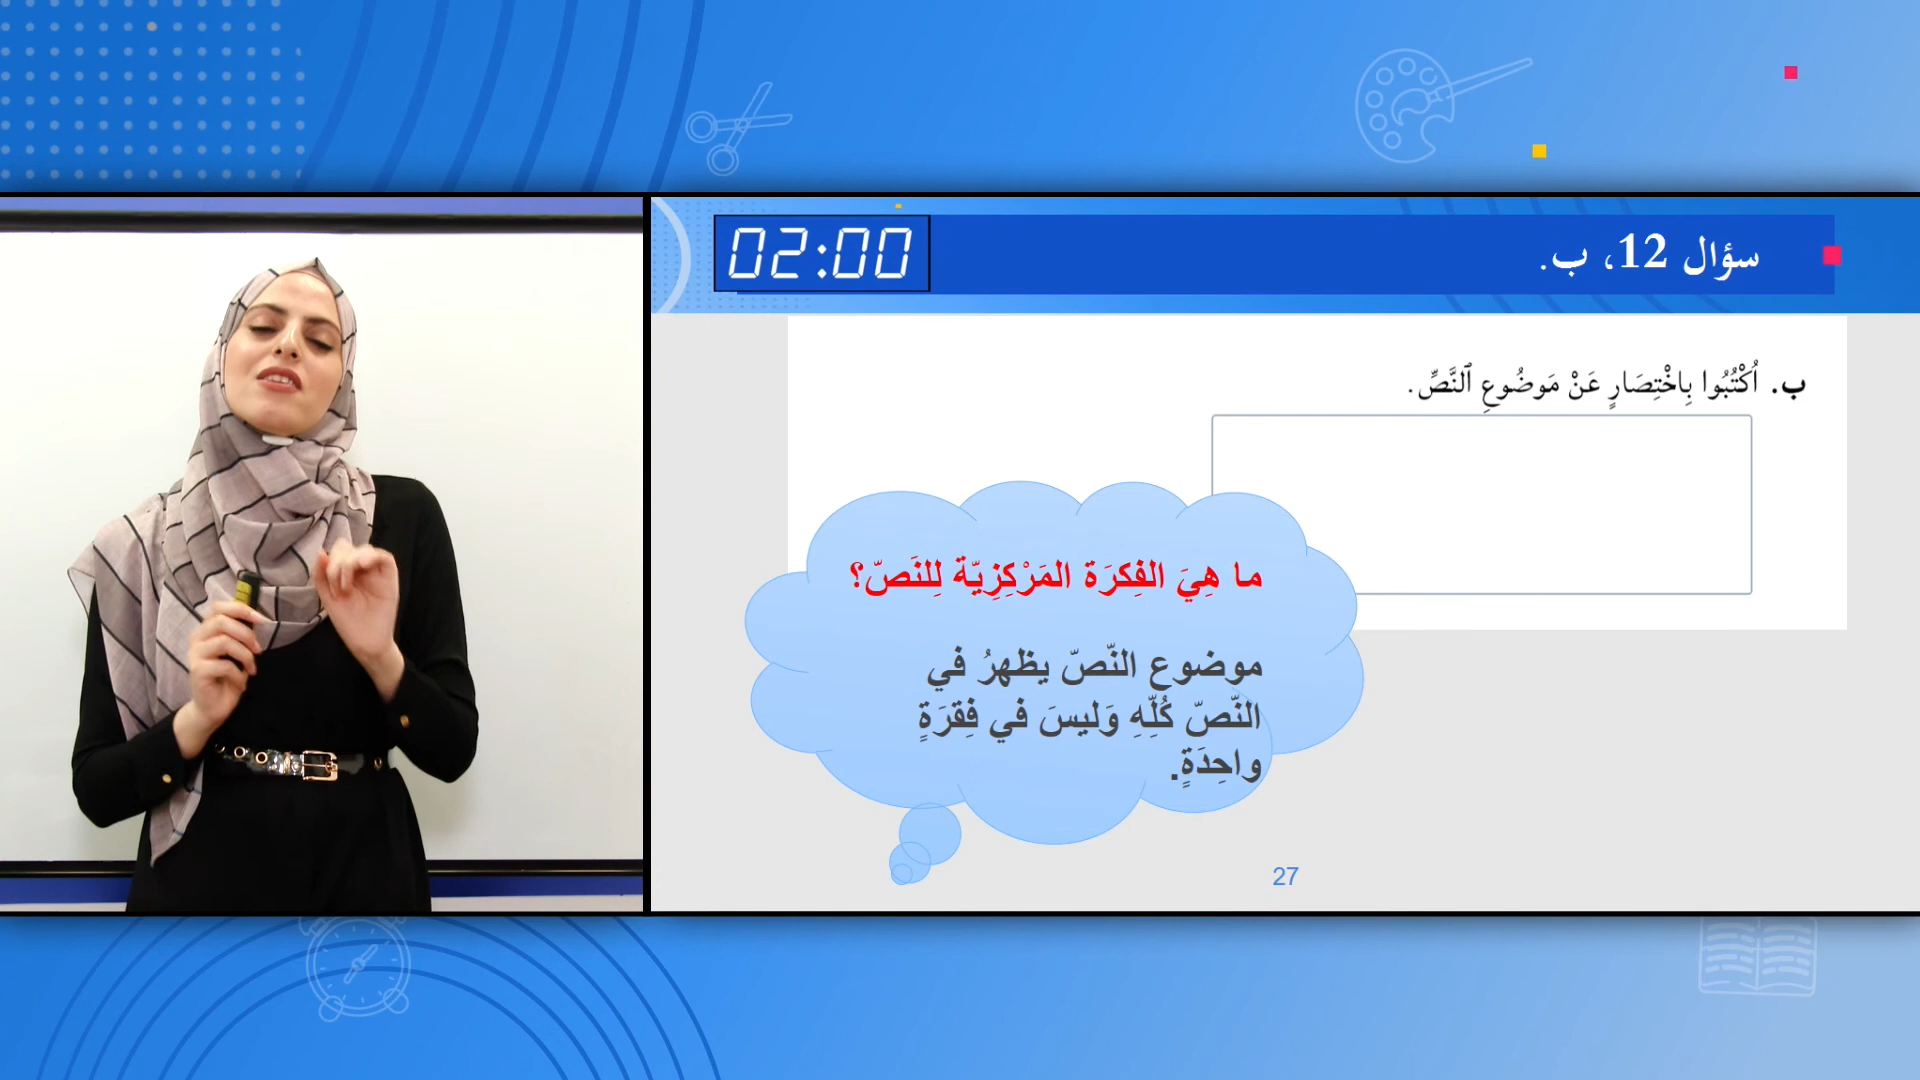 02:00
سؤال 12، ب.
ب. اُكْتُبُوا بِاخْتِصَارٍ عَنْ مَوضُوعِ ٱلنَّصِّ.
ما هِيَ الفِكرَة المَرْكِزِيّة لِلنَصّ؟
موضوع النّصّ يظهرُ في
النّصّ كُلِّهِ وَليسَ في فِقرَةٍ
واحِدَةٍ.
27